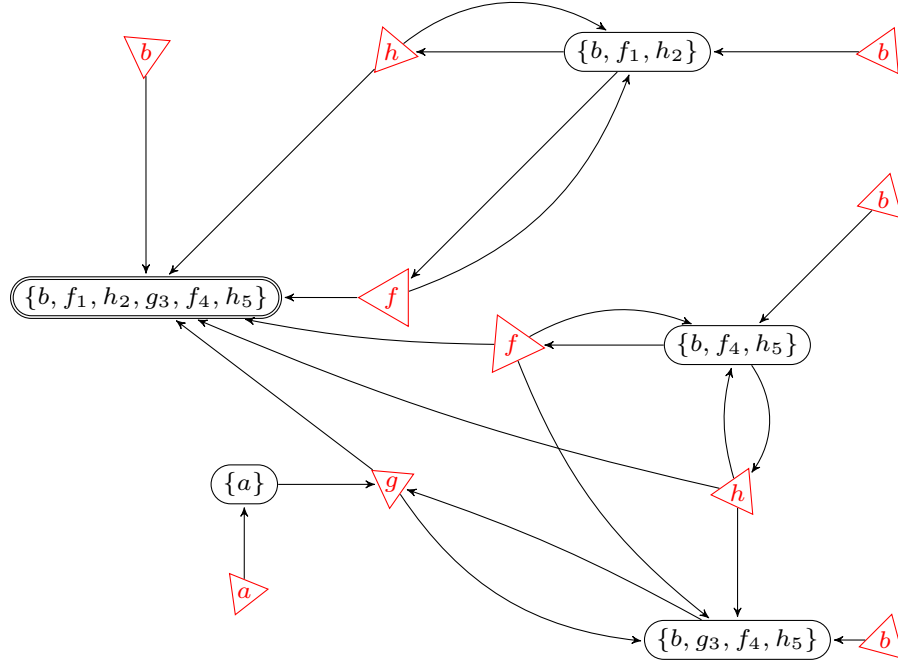 b
h
{b, f₁, h₂}
b
b
{b, f₁, h₂, g₃, f₄, h₅}
f
f
{b, f₄, h₅}
{a}
g
h
a
{b, g₃, f₄, h₅}
b